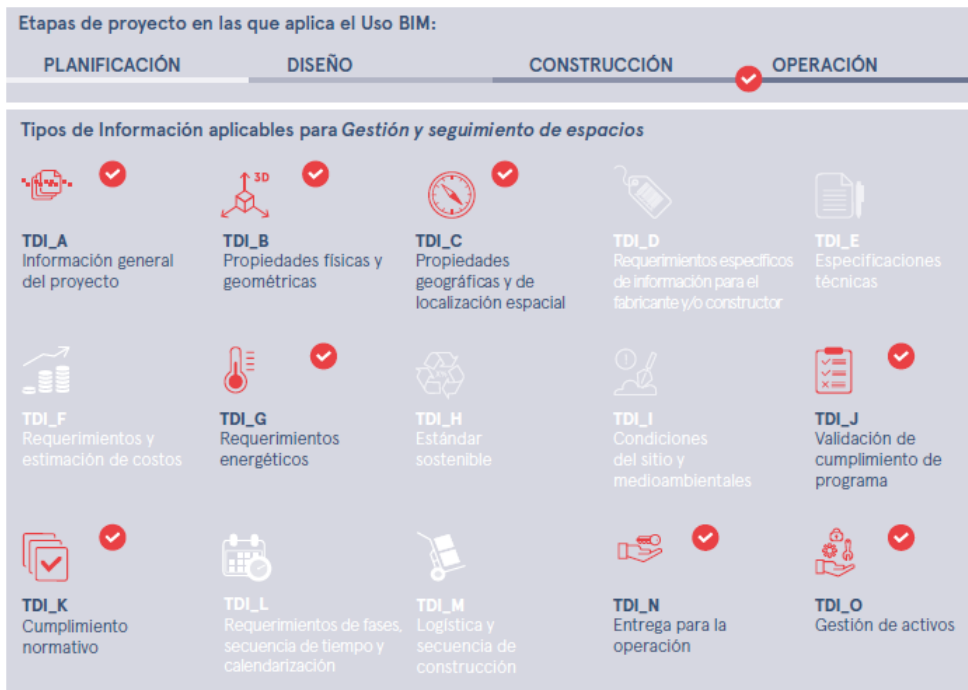 Etapas de proyecto en las que aplica el Uso BIM:
PLANIFICACIÓN
DISEÑO
CONSTRUCCIÓN
OPERACIÓN
Tipos de Información aplicables para Gestión y seguimiento de espacios
3D
TDI_A
Información general
del proyecto
TDI_B
Propiedades físicas y
geométricas
TDI_C
Propiedades
geográficas y de
localización espacial
TDI_D
Requerimientos específicos
de información para el
fabricante y/o constructor
TDI_E
Especificaciones
técnicas
TDI_F
Requerimientos y
estimación de costos
TDI_G
Requerimientos
energéticos
TDI_H
Estándar
sostenible
TDI_I
Condiciones
del sitio y
medioambientales
TDI_J
Validación de
cumplimiento de
programa
TDI_K
Cumplimiento
normativo
TDI_L
Requerimientos de fases,
secuencia de tiempo y
calendarización
TDI_M
Logística y
secuencia de
construcción
TDI_N
Entrega para la
operación
TDI_O
Gestión de activos